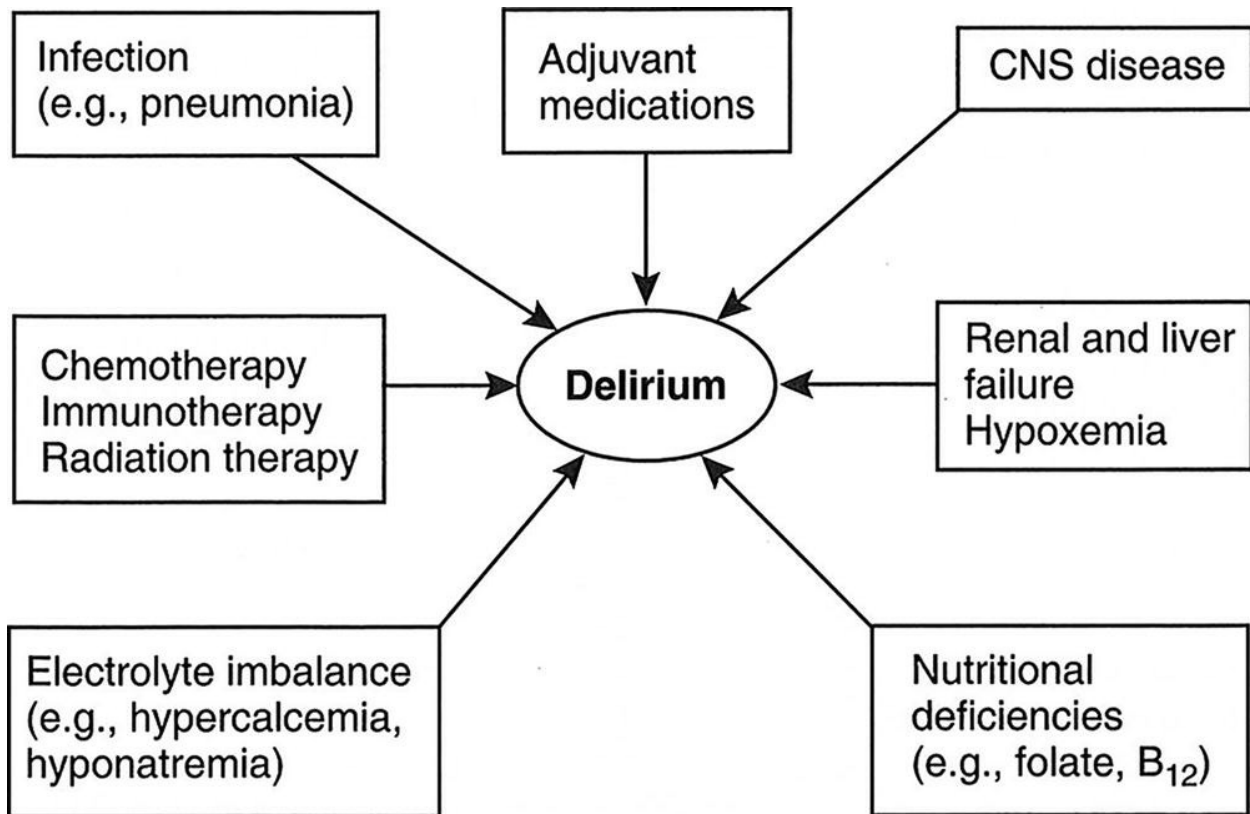 Infection
(e.g., pneumonia)
Adjuvant
medications
CNS disease
Chemotherapy
Immunotherapy
Radiation therapy
Delirium
Renal and liver
failure
Hypoxemia
Electrolyte imbalance
(e.g., hypercalcemia,
hyponatremia)
Nutritional
deficiencies
(e.g., folate, B₁₂)